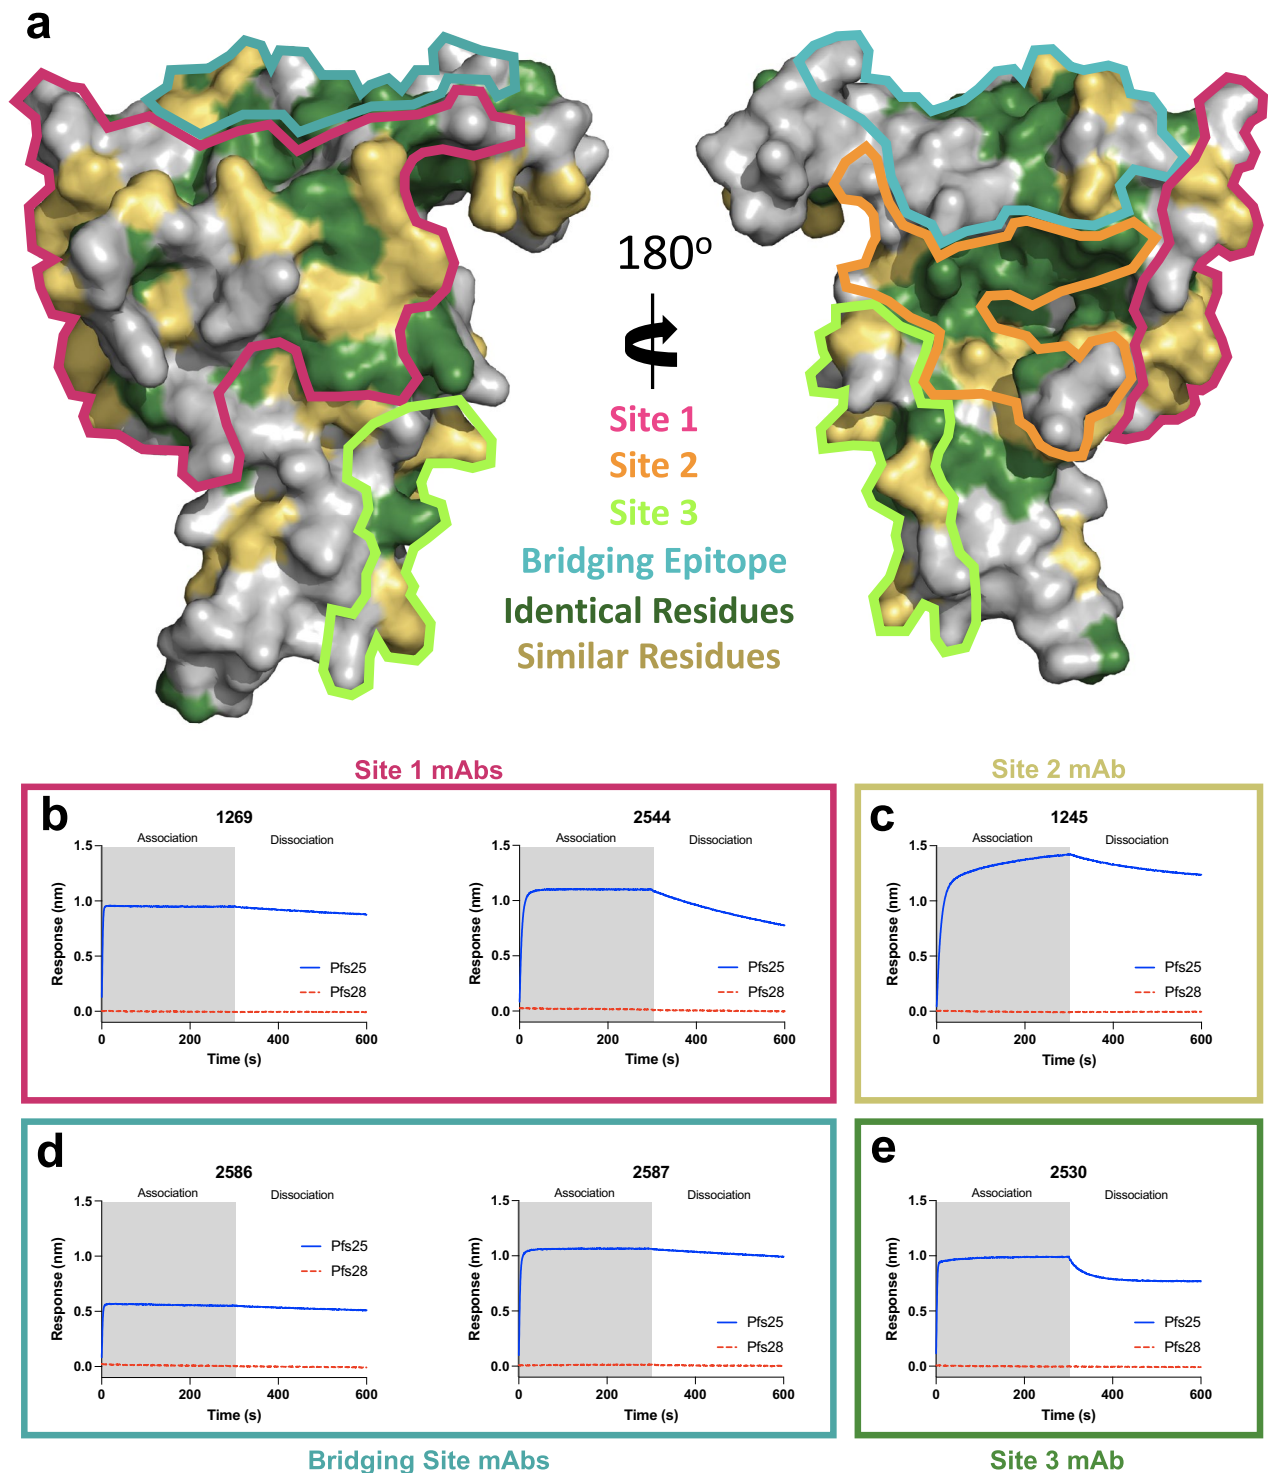 a
180º
Site 1
Site 2
Site 3
Bridging Epitope
Identical Residues
Similar Residues
Site 1 mAbs
b
1269
Association
Dissociation
1.5
1.0
0.5
0.0
Response (nm)
Pfs25
Pfs28
0
200
400
600
Time (s)
2544
Association
Dissociation
1.5
1.0
0.5
0.0
Response (nm)
Pfs25
Pfs28
0
200
400
600
Time (s)
Site 2 mAb
c
1245
Association
Dissociation
1.5
1.0
0.5
0.0
Response (nm)
Pfs25
Pfs28
0
200
400
600
Time (s)
d
2586
Association
Dissociation
1.5
1.0
0.5
0.0
Response (nm)
Pfs25
Pfs28
0
200
400
600
Time (s)
2587
Association
Dissociation
1.5
1.0
0.5
0.0
Response (nm)
Pfs25
Pfs28
0
200
400
600
Time (s)
Bridging Site mAbs
e
2530
Association
Dissociation
1.5
1.0
0.5
0.0
Response (nm)
Pfs25
Pfs28
0
200
400
600
Time (s)
Site 3 mAb